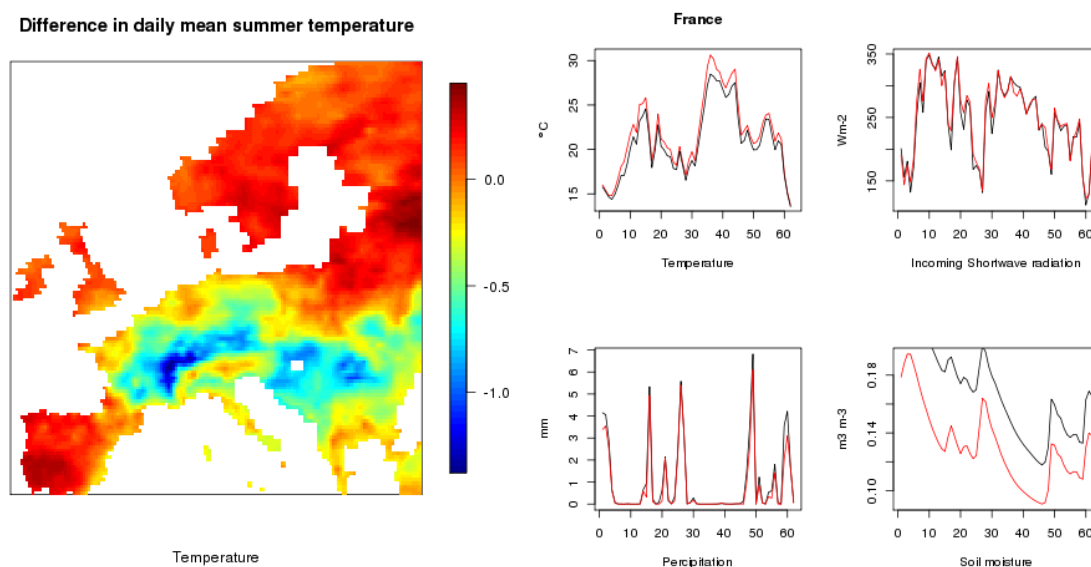 Difference in daily mean summer temperature
0.0
-0.5
-1.0
Temperature
France
°C
15 20 25 30
0 10 20 30 40 50 60
Temperature
Wm-2
150 250 350
0 10 20 30 40 50 60
Incoming Shortwave radiation
mm
0 1 2 3 4 5 6 7
0 10 20 30 40 50 60
Percipitation
m3 m-3
0.10 0.14 0.18
0 10 20 30 40 50 60
Soil moisture